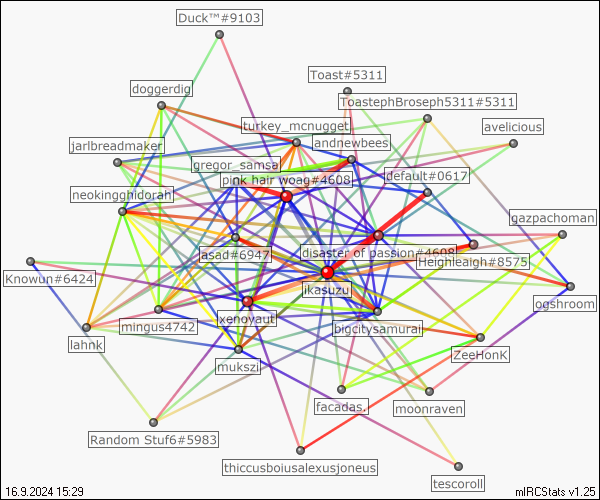 Duck™#9103
Toast#5311
doggerdig
ToastephBroseph5311#5311
turkey_mcnugget
avelicious
andnewbees
jarlbreadmaker
gregor_samsa
default#0617
pink hair woag#4608
neokingghidorah
gazpachoman
asad#6947
disaster of passion#4608
Heighleaigh#8575
Knowun#6424
ikasuzu
ogshroom
xenoyaut
mingus4742
bigcitysamurai
lahnk
ZeeHonK
mukszi
facadas.
moonraven
Random Stuf6#5983
thiccusboiusalexusjoneus
tescoroll
16.9.2024 15:29
mIRCStats v1.25